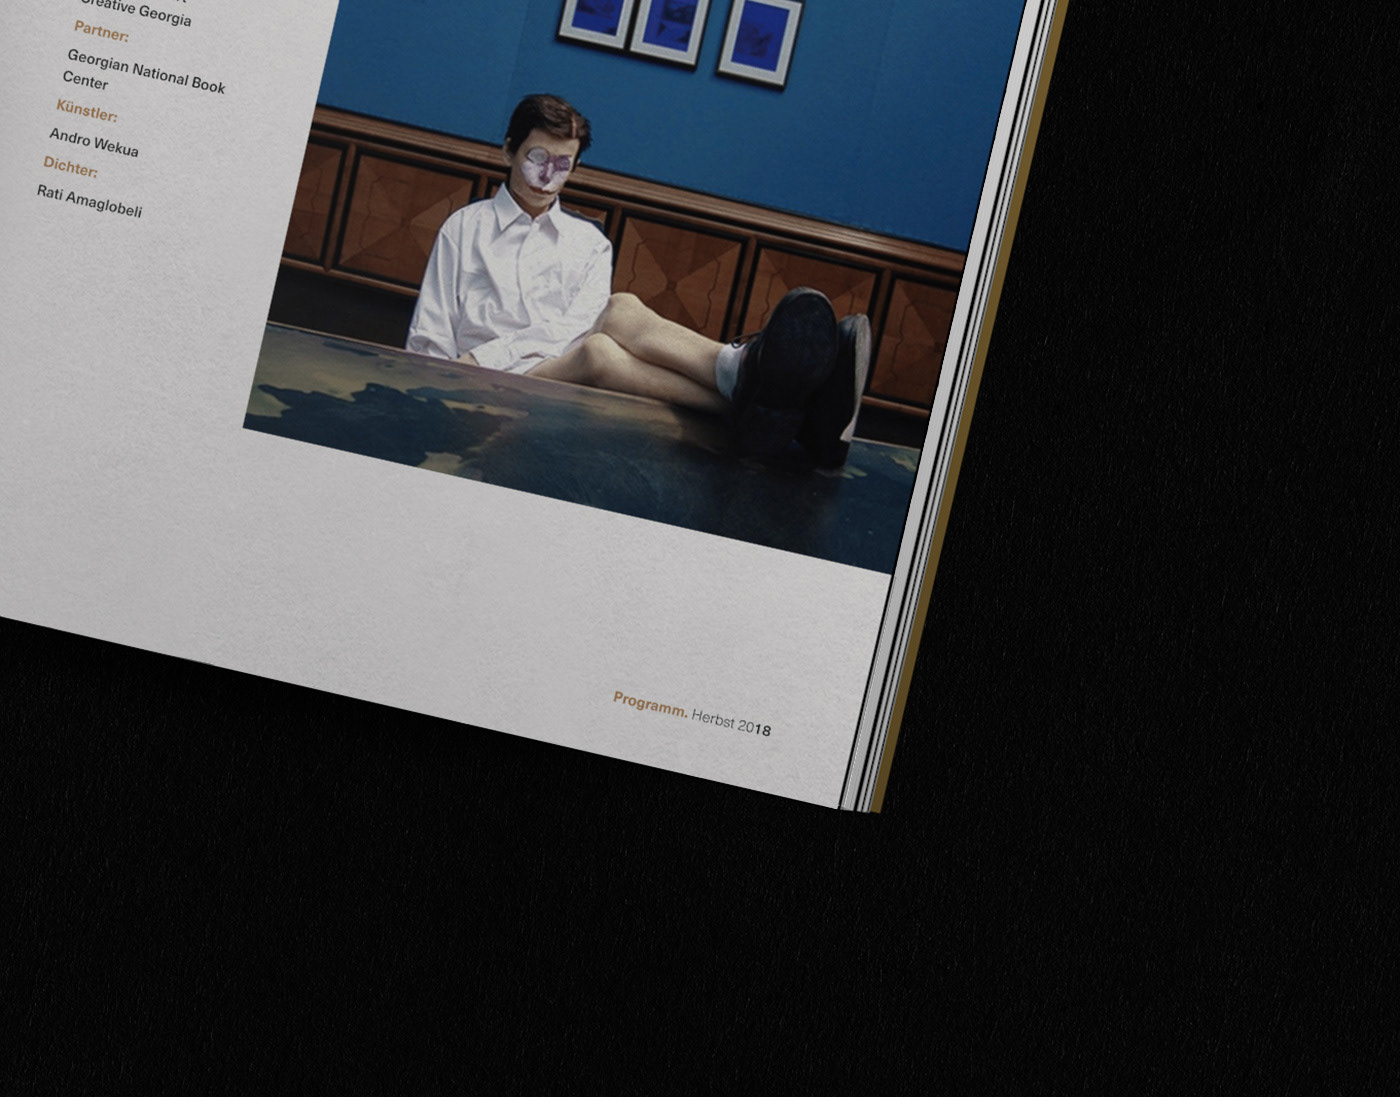 Creative Georgia
Partner:
Georgian National Book
Center
Künstler:
Andro Wekua
Dichter:
Rati Amaglobeli
Programm. Herbst 2018